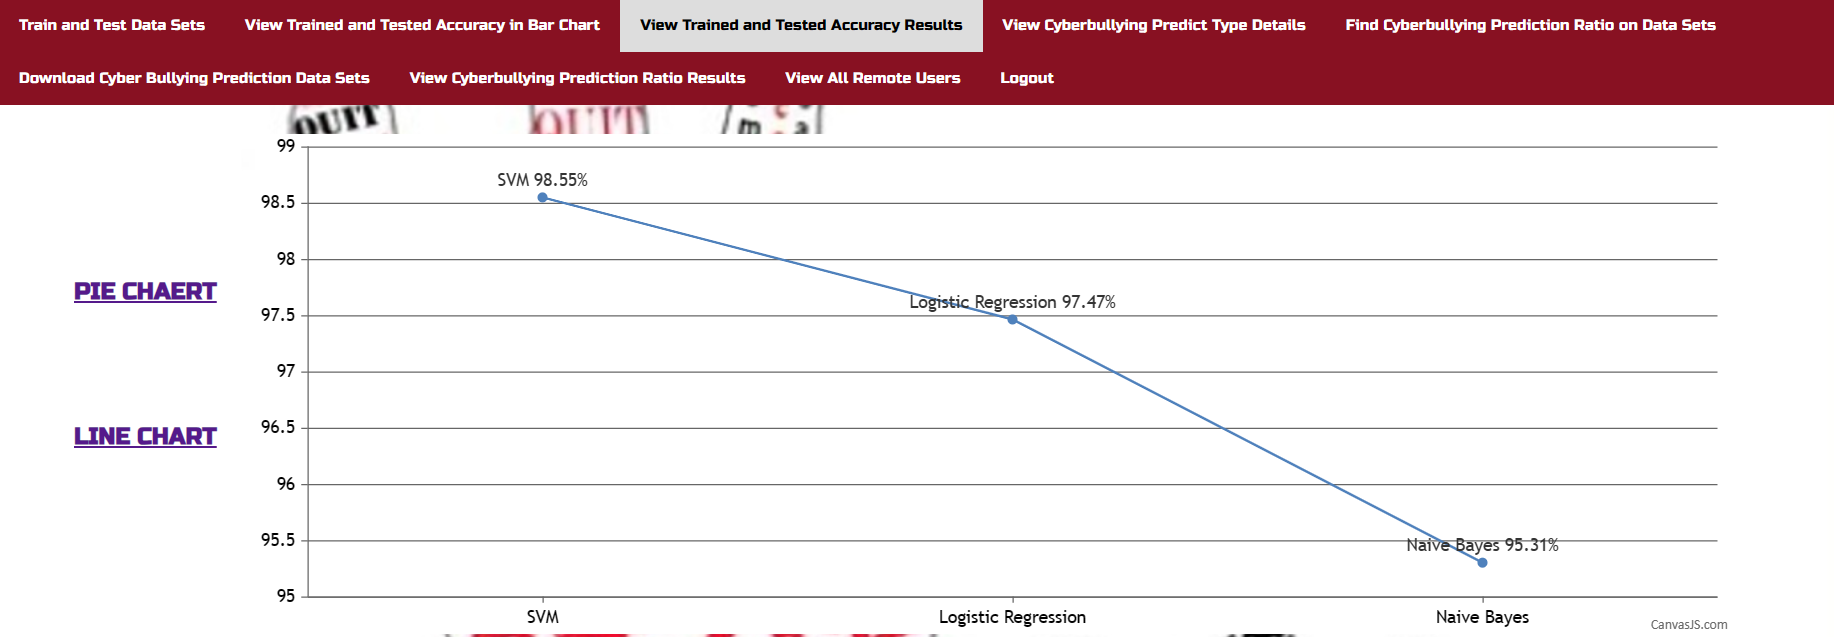 Train and Test Data Sets View Trained and Tested Accuracy in Bar Chart View Trained and Tested Accuracy Results View Cyberbullying Predict Type Details Find Cyberbullying Prediction Ratio on Data Sets
Download Cyber Bullying Prediction Data Sets View Cyberbullying Prediction Ratio Results View All Remote Users Logout
QUIT QUIT
99
SVM 98.55%
98.5
98
PIE CHAERT
Logistic Regression 97.47%
97.5
97
LINE CHART
96.5
96
95.5
Naive Bayes 95.31%
95
SVM Logistic Regression Naive Bayes
CanvasJS.com